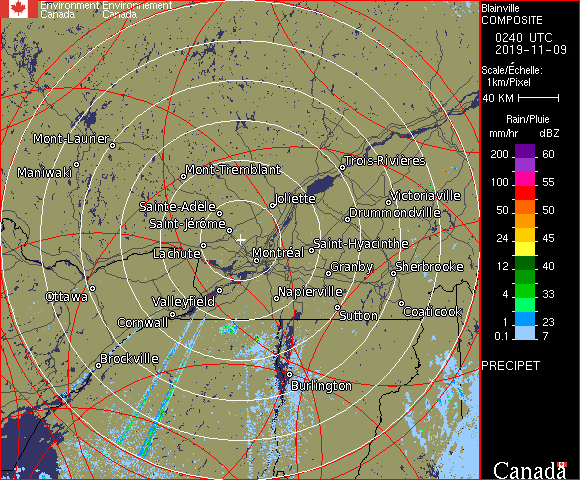 Environment Environnement
Canada Canada
Blainville
COMPOSITE
0240 UTC
2019-11-09
Scale/Échelle:
1km/Pixel
40 KM
Rain/Pluie
mm/hr dBZ
200 60
100 55
50 50
24 45
12 40
4 33
1 23
0.1 7
PRECIPET
Canada
Mont-Laurier
Maniwaki
Mont-Tremblant
Trois-Rivières
Joliette
Victoriaville
Sainte-Adèle
Drummondville
Saint-Jérôme
Lachute
Saint-Hyacinthe
Montréal
Granby
Sherbrooke
Ottawa
Valleyfield
Napierville
Cornwall
Sutton
Coaticook
Brockville
Burlington